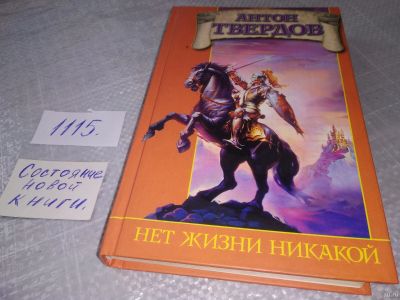 АНТОН
ТВЕРДОВ
1115.
Состояние
новой
книги.
НЕТ ЖИЗНИ НИКАКОЙ